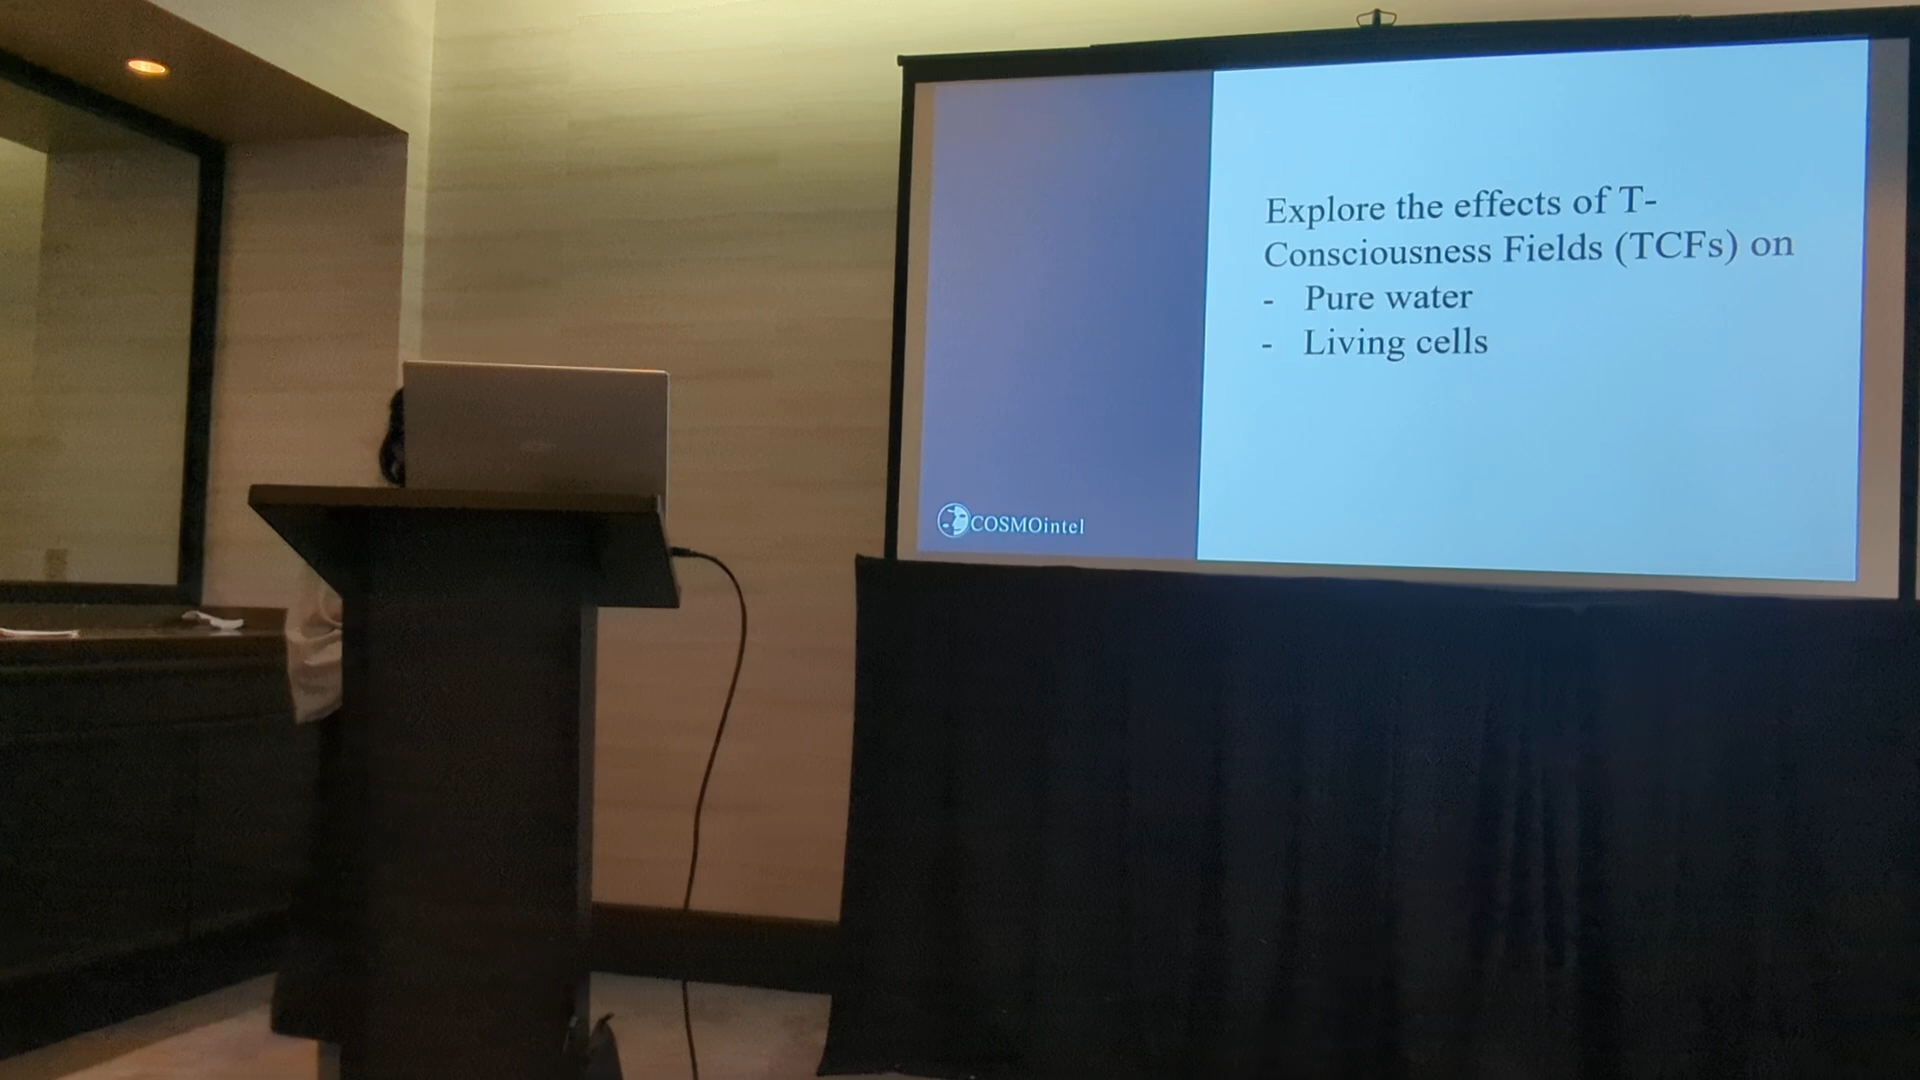 Explore the effects of T-
Consciousness Fields (TCFs) on
- Pure water
- Living cells
COSMOintel